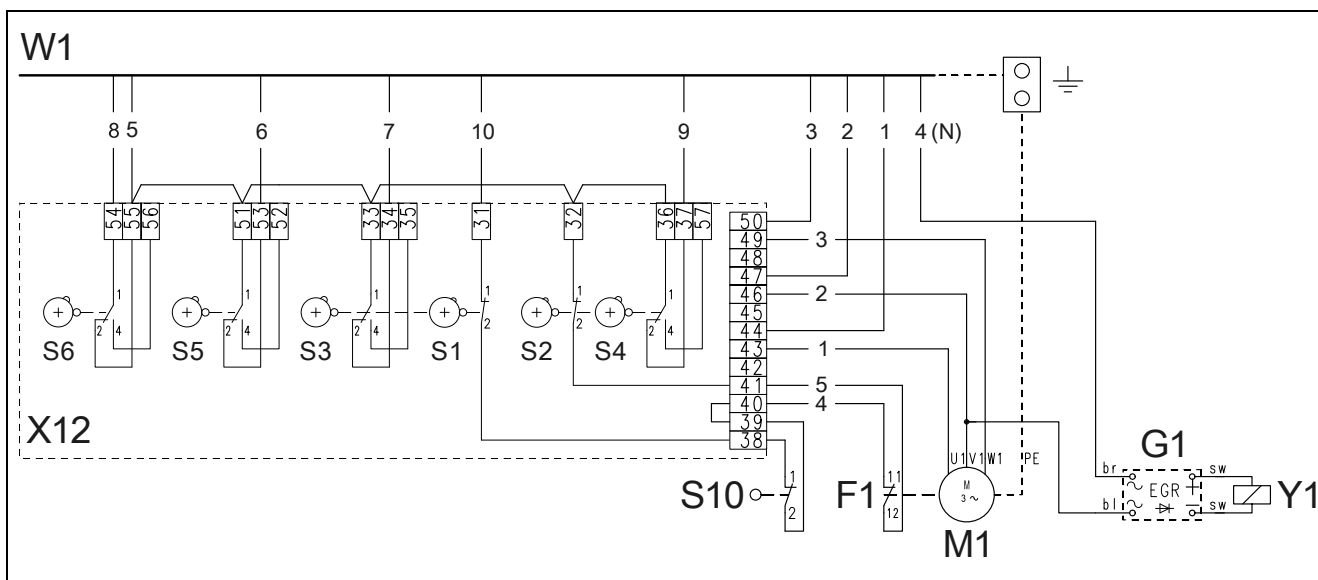 W1
8 5 6 7 10 9 3 2 1 4 (N)
54 55 56 51 53 52 33 34 35 31 32 36 37 57
50
49 3
48
47
46 2
45
44
43 1
42
41 5
40 4
39
38
1 1 1 1 1 1
2 4 2 4 2 4 2 2 2 4
S6 S5 S3 S1 S2 S4
X12
S10 1 2
F1 11 12
U1 V1 W1 PE
M 3 ~
M1
G1
br sw
~ + EGR
bl ~ − sw
Y1